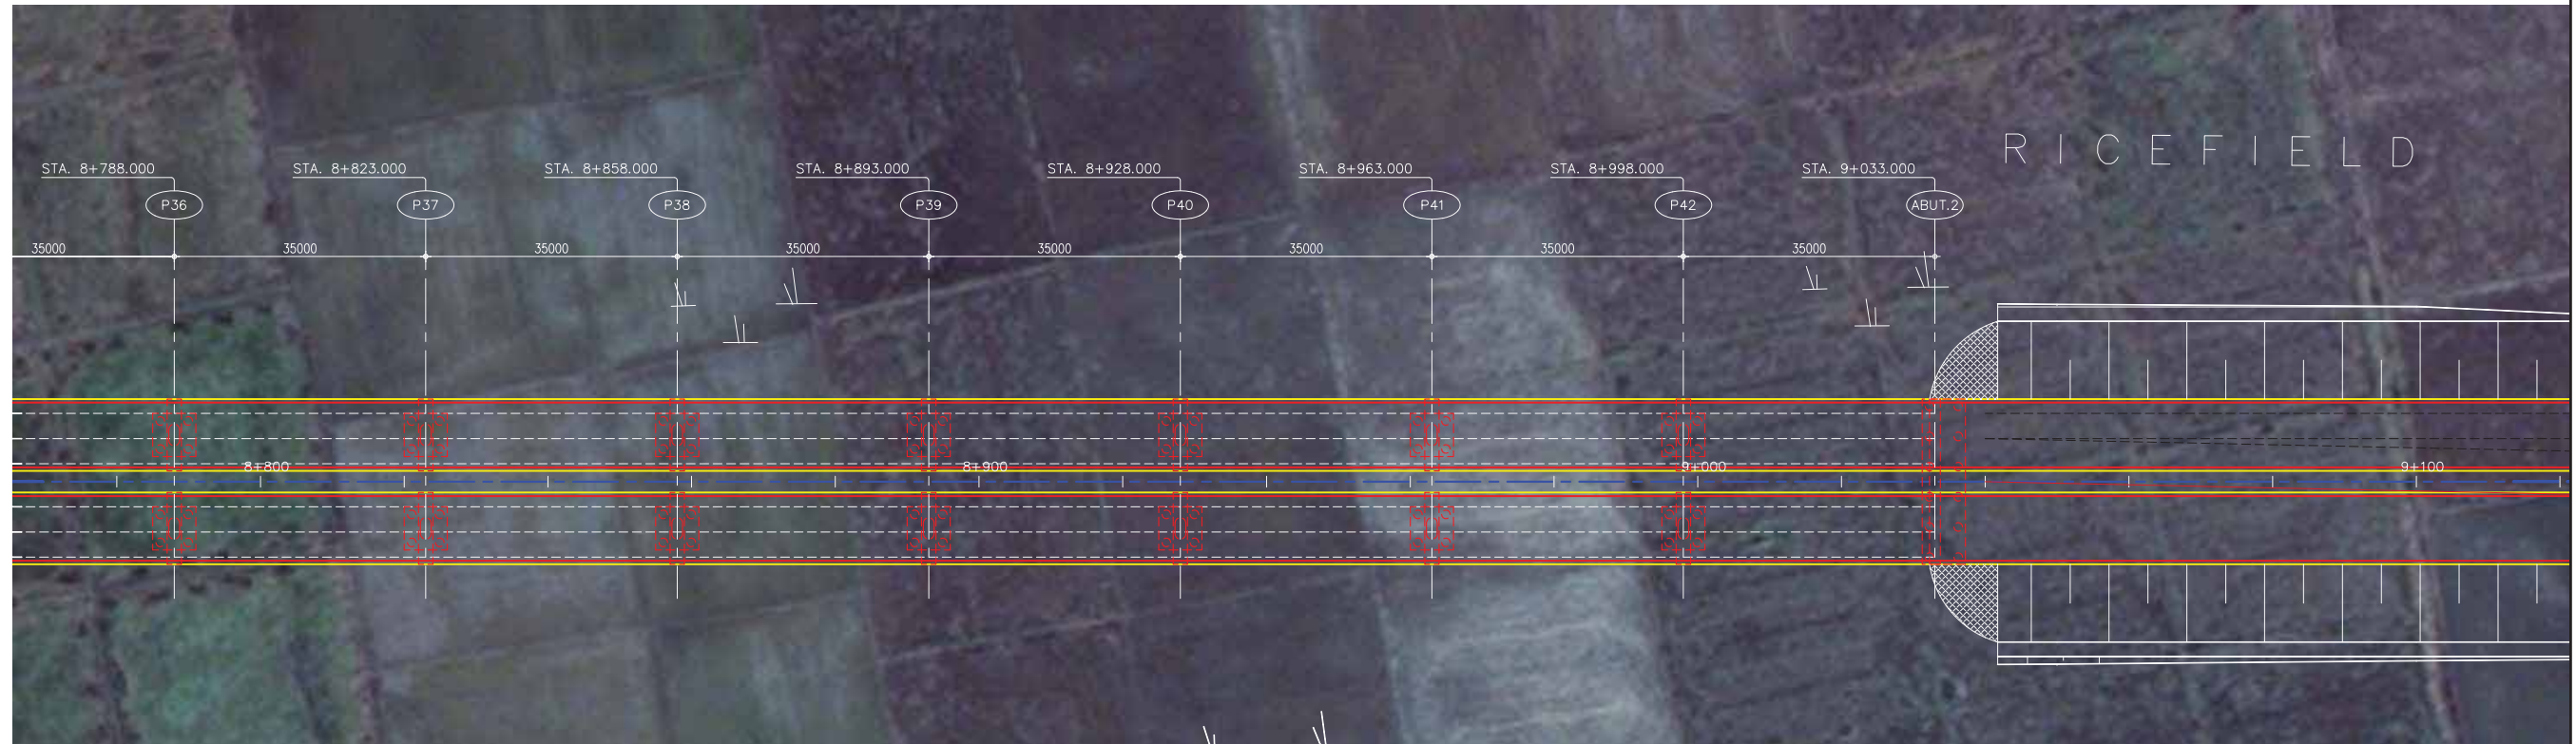 R I C E F I E L D
STA. 8+788.000
STA. 8+823.000
STA. 8+858.000
STA. 8+893.000
STA. 8+928.000
STA. 8+963.000
STA. 8+998.000
STA. 9+033.000
P36
P37
P38
P39
P40
P41
P42
ABUT.2
35000
35000
35000
35000
35000
35000
35000
35000
8+800
8+900
9+000
9+100